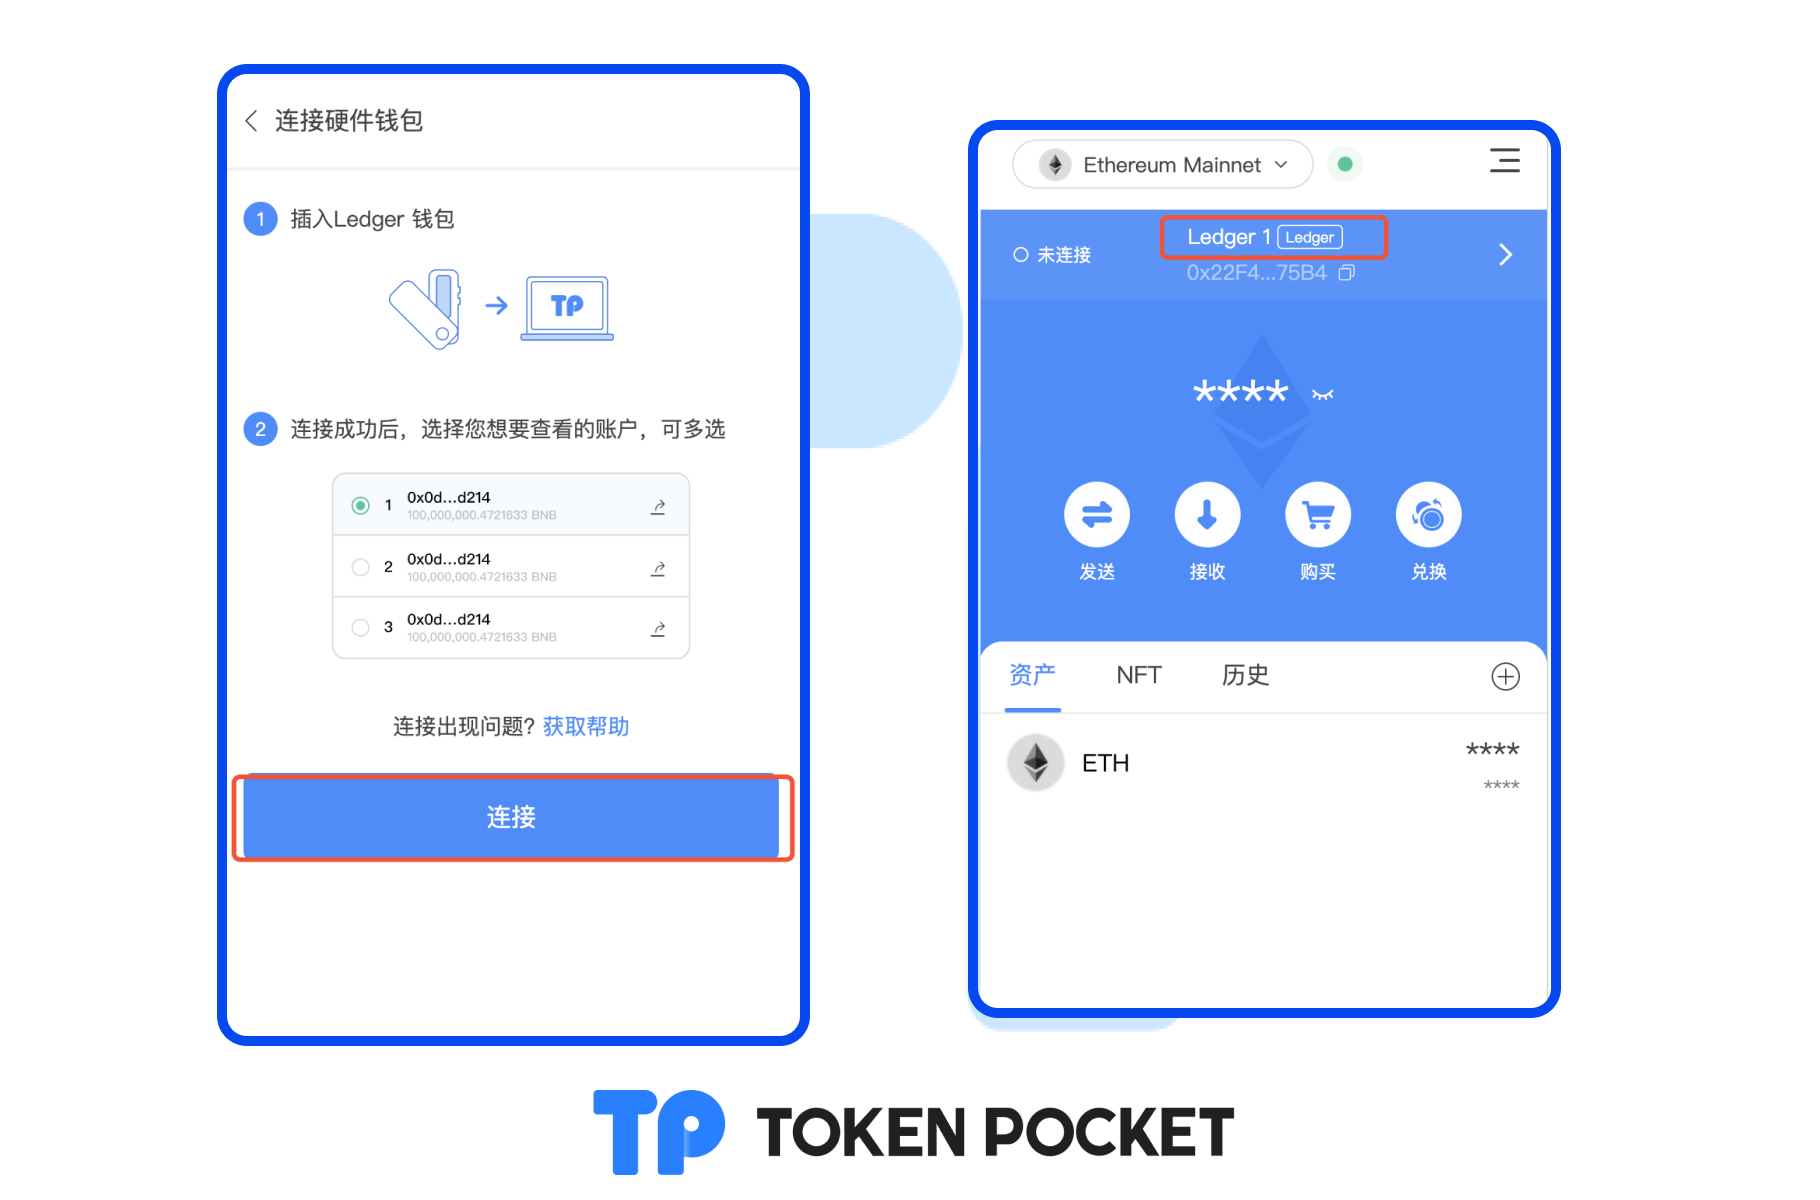 连接硬件钱包
1 插入Ledger 钱包
TP
2 连接成功后，选择您想要查看的账户，可多选
1 0x0d...d214
100,000,000.4721633 BNB
2 0x0d...d214
100,000,000.4721633 BNB
3 0x0d...d214
100,000,000.4721633 BNB
连接出现问题? 获取帮助
连接
Ethereum Mainnet
未连接
Ledger 1 Ledger
0x22F4...75B4
****
发送 接收 购买 兑换
资产 NFT 历史
ETH ****
****
TP TOKEN POCKET